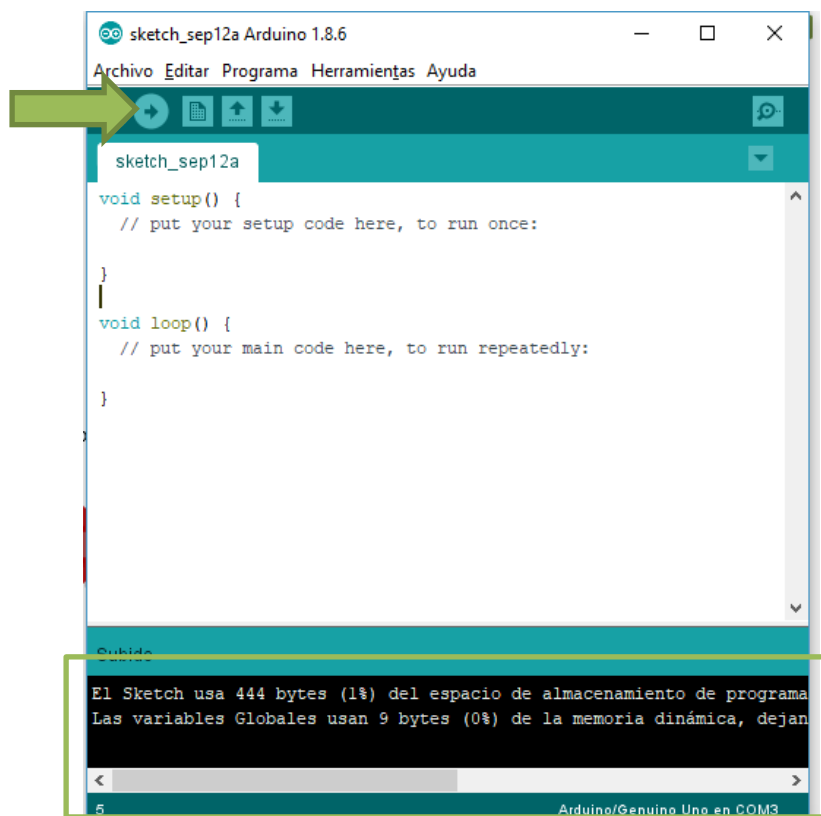 sketch_sep12a Arduino 1.8.6
Archivo Editar Programa Herramientas Ayuda
sketch_sep12a
void setup() {
// put your setup code here, to run once:
}
void loop() {
// put your main code here, to run repeatedly:
}
Subido
El Sketch usa 444 bytes (1%) del espacio de almacenamiento de programa
Las variables Globales usan 9 bytes (0%) de la memoria dinámica, dejan
5 Arduino/Genuino Uno en COM3